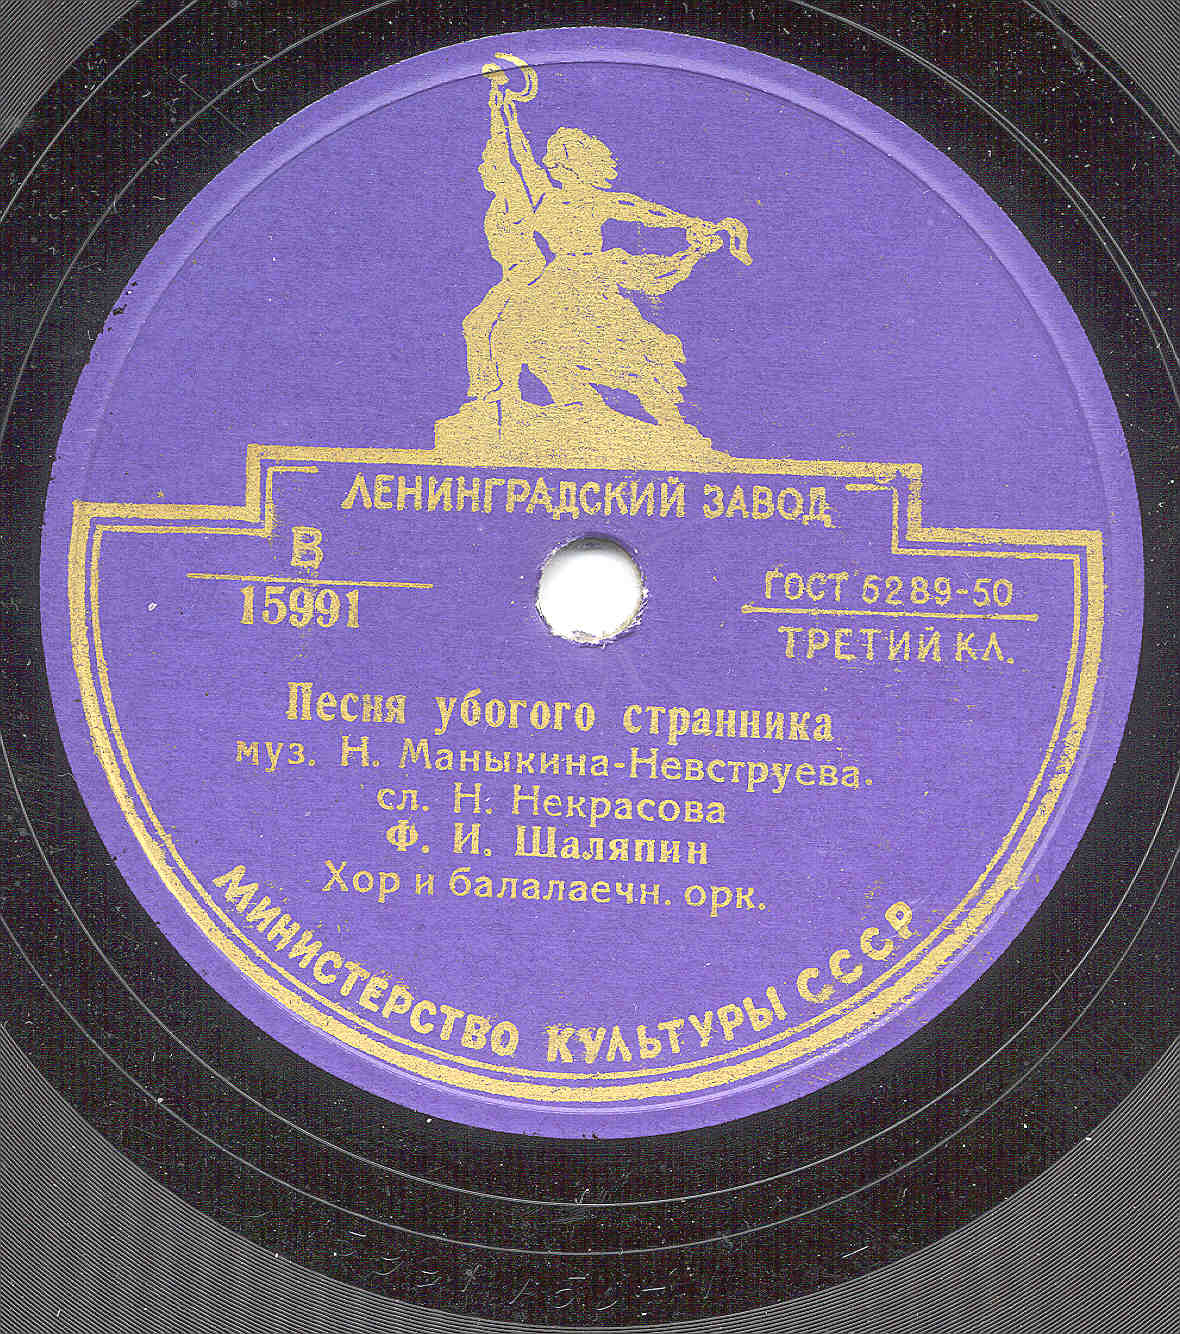 ЛЕНИНГРАДСКИЙ ЗАВОД
В
15991
ГОСТ 5289-50
ТРЕТИЙ КЛ.
Песня убогого странника
муз. Н. Маныкина-Невструева.
сл. Н. Некрасова
Ф. И. Шаляпин
Хор и балалаечн. орк.
МИНИСТЕРСТВО КУЛЬТУРЫ СССР